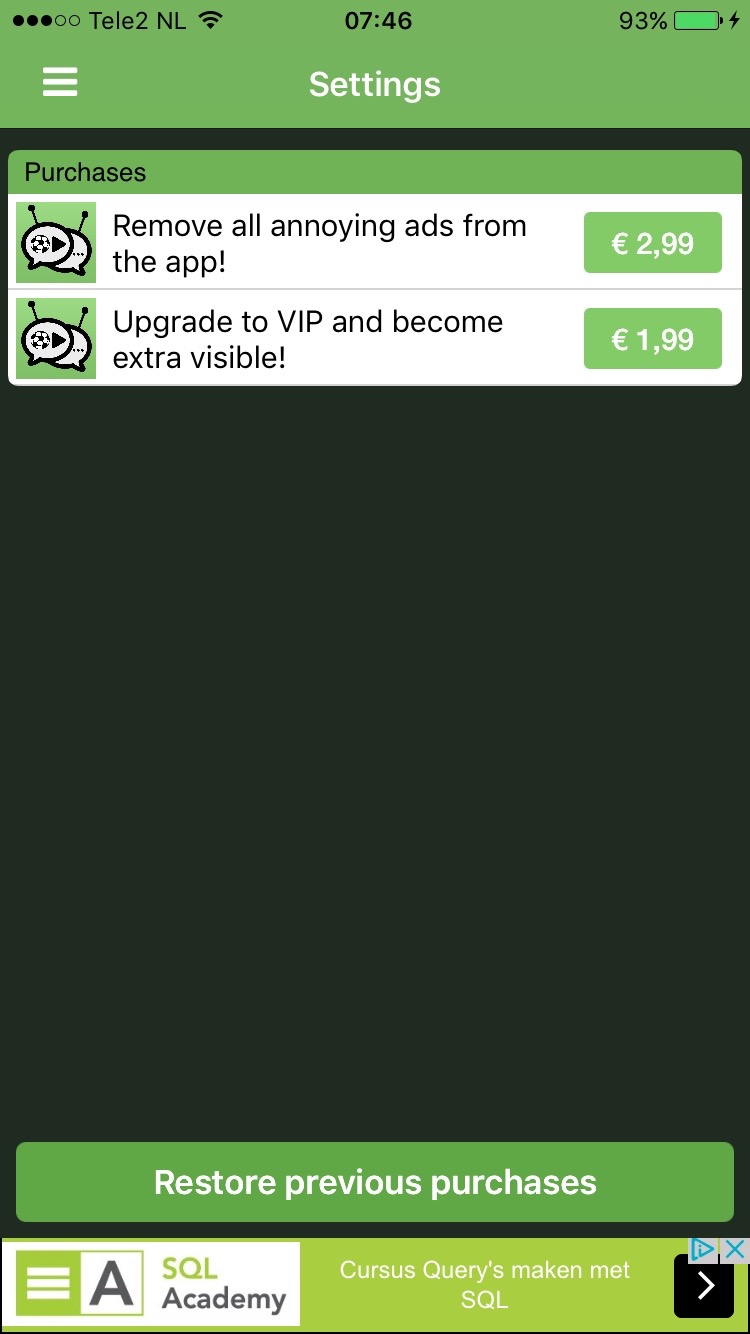 Tele2 NL 07:46 93%
Settings
Purchases
Remove all annoying ads from
the app!
€ 2,99
Upgrade to VIP and become
extra visible!
€ 1,99
Restore previous purchases
A SQL
Academy
Cursus Query's maken met
SQL